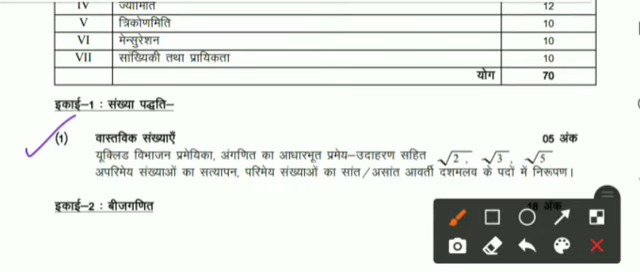 IV ज्यामिति 12
V त्रिकोणमिति 10
VI मेन्सुरेशन 10
VII सांख्यिकी तथा प्रायिकता 10
योग 70
इकाई–1 : संख्या पद्धति–
(1) वास्तविक संख्याएँ 05 अंक
यूक्लिड विभाजन प्रमेयिका, अंगणित का आधारभूत प्रमेय–उदाहरण सहित √2 , √3 , √5
अपरिमेय संख्याओं का सत्यापन, परिमेय संख्याओं का सांत/असांत आवर्ती दशमलव के पदों में निरूपण।
इकाई–2 : बीजगणित 18 अंक